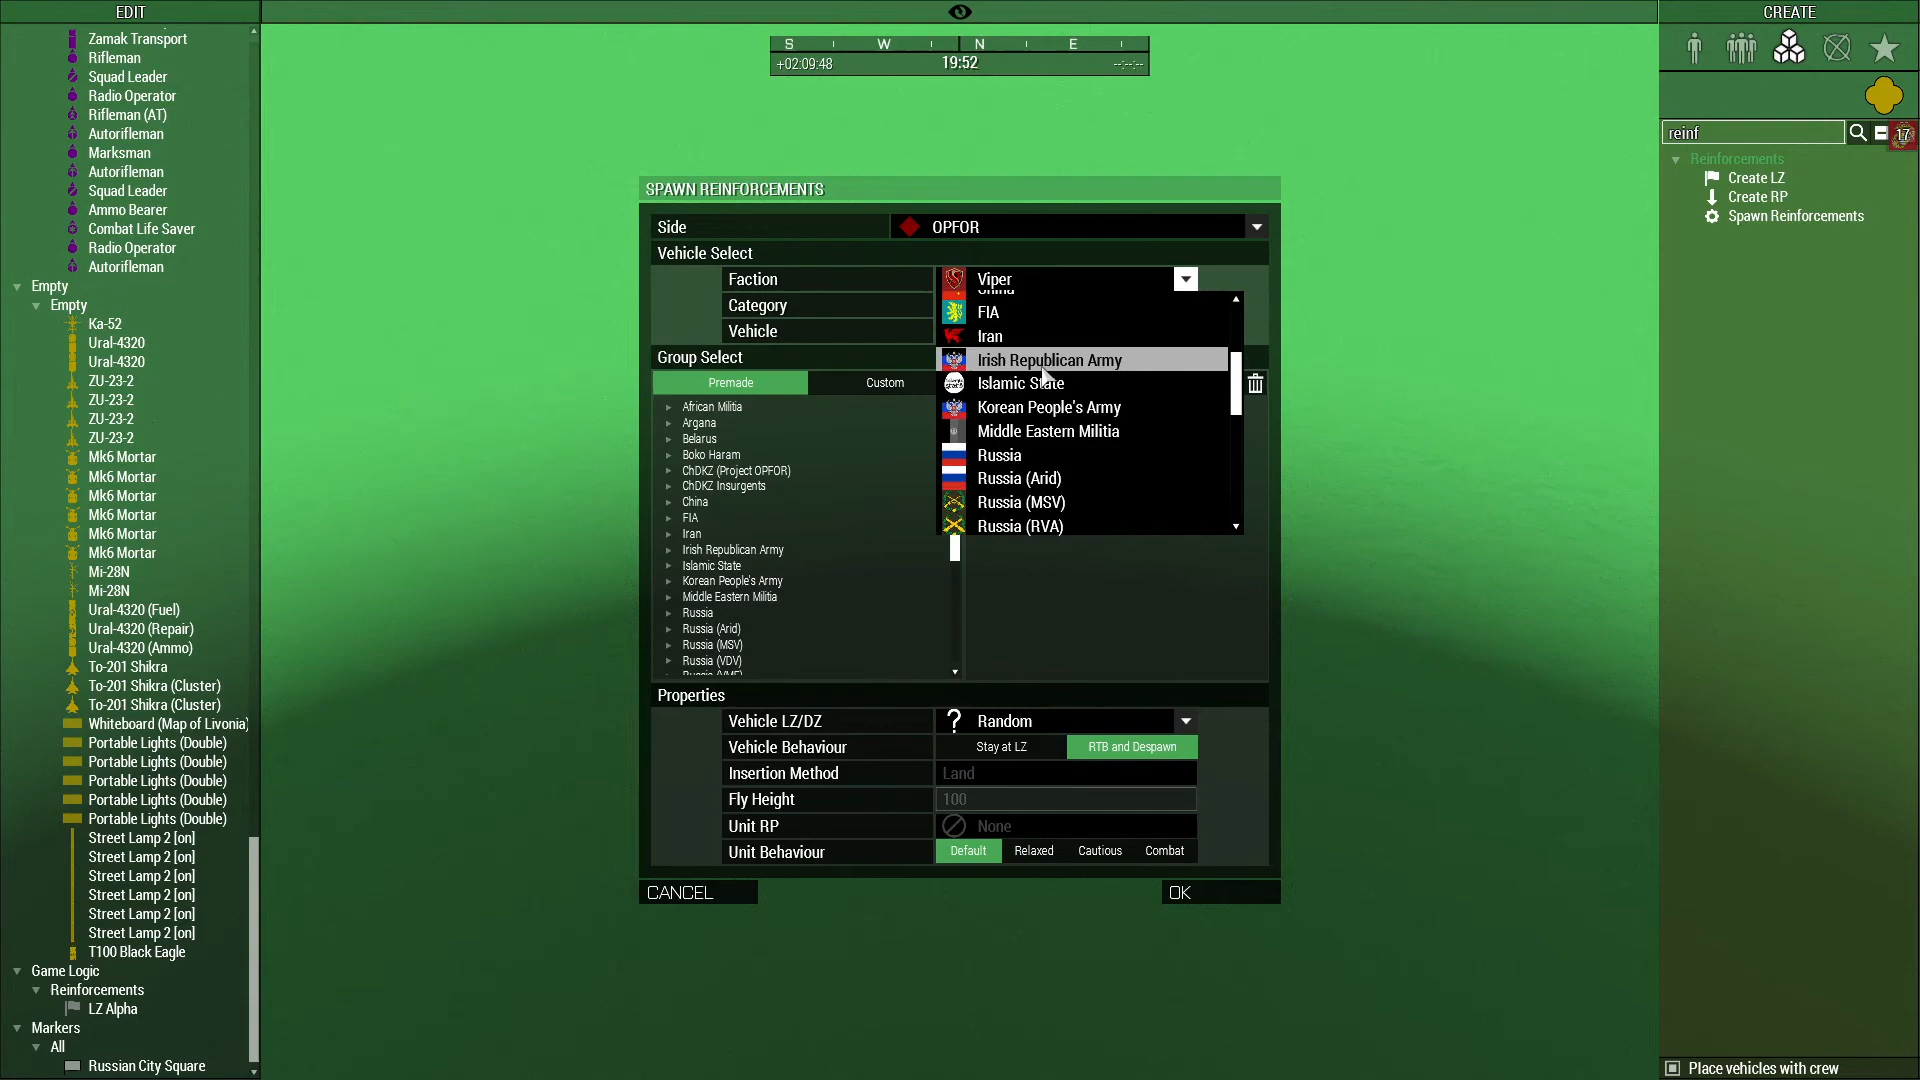 EDIT
Zamak Transport
Rifleman
Squad Leader
Radio Operator
Rifleman (AT)
Autorifleman
Marksman
Autorifleman
Squad Leader
Ammo Bearer
Combat Life Saver
Radio Operator
Autorifleman
Empty
Empty
Ka-52
Ural-4320
Ural-4320
ZU-23-2
ZU-23-2
ZU-23-2
ZU-23-2
Mk6 Mortar
Mk6 Mortar
Mk6 Mortar
Mk6 Mortar
Mk6 Mortar
Mk6 Mortar
Mi-28N
Mi-28N
Ural-4320 (Fuel)
Ural-4320 (Repair)
Ural-4320 (Ammo)
To-201 Shikra
To-201 Shikra (Cluster)
To-201 Shikra (Cluster)
Whiteboard (Map of Livonia)
Portable Lights (Double)
Portable Lights (Double)
Portable Lights (Double)
Portable Lights (Double)
Portable Lights (Double)
Street Lamp 2 [on]
Street Lamp 2 [on]
Street Lamp 2 [on]
Street Lamp 2 [on]
Street Lamp 2 [on]
Street Lamp 2 [on]
T100 Black Eagle
Game Logic
Reinforcements
LZ Alpha
Markers
All
Russian City Square
S W N E
+02:09:48 19:52 --:--:--
SPAWN REINFORCEMENTS
Side OPFOR
Vehicle Select
Faction Viper
Category
Vehicle
China
FIA
Iran
Irish Republican Army
Islamic State
Korean People's Army
Middle Eastern Militia
Russia
Russia (Arid)
Russia (MSV)
Russia (RVA)
Group Select
Premade Custom
African Militia
Argana
Belarus
Boko Haram
ChDKZ (Project OPFOR)
ChDKZ Insurgents
China
FIA
Iran
Irish Republican Army
Islamic State
Korean People's Army
Middle Eastern Militia
Russia
Russia (Arid)
Russia (MSV)
Russia (VDV)
Russia (VMF)
Properties
Vehicle LZ/DZ ? Random
Vehicle Behaviour Stay at LZ RTB and Despawn
Insertion Method Land
Fly Height 100
Unit RP None
Unit Behaviour Default Relaxed Cautious Combat
CANCEL OK
CREATE
reinf
17
Reinforcements
Create LZ
Create RP
Spawn Reinforcements
Place vehicles with crew